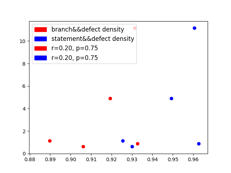 branch&&defect density
statement&&defect density
r=0.20, p=0.75
r=0.20, p=0.75
10
8
6
4
2
0
0.88 0.89 0.90 0.91 0.92 0.93 0.94 0.95 0.96